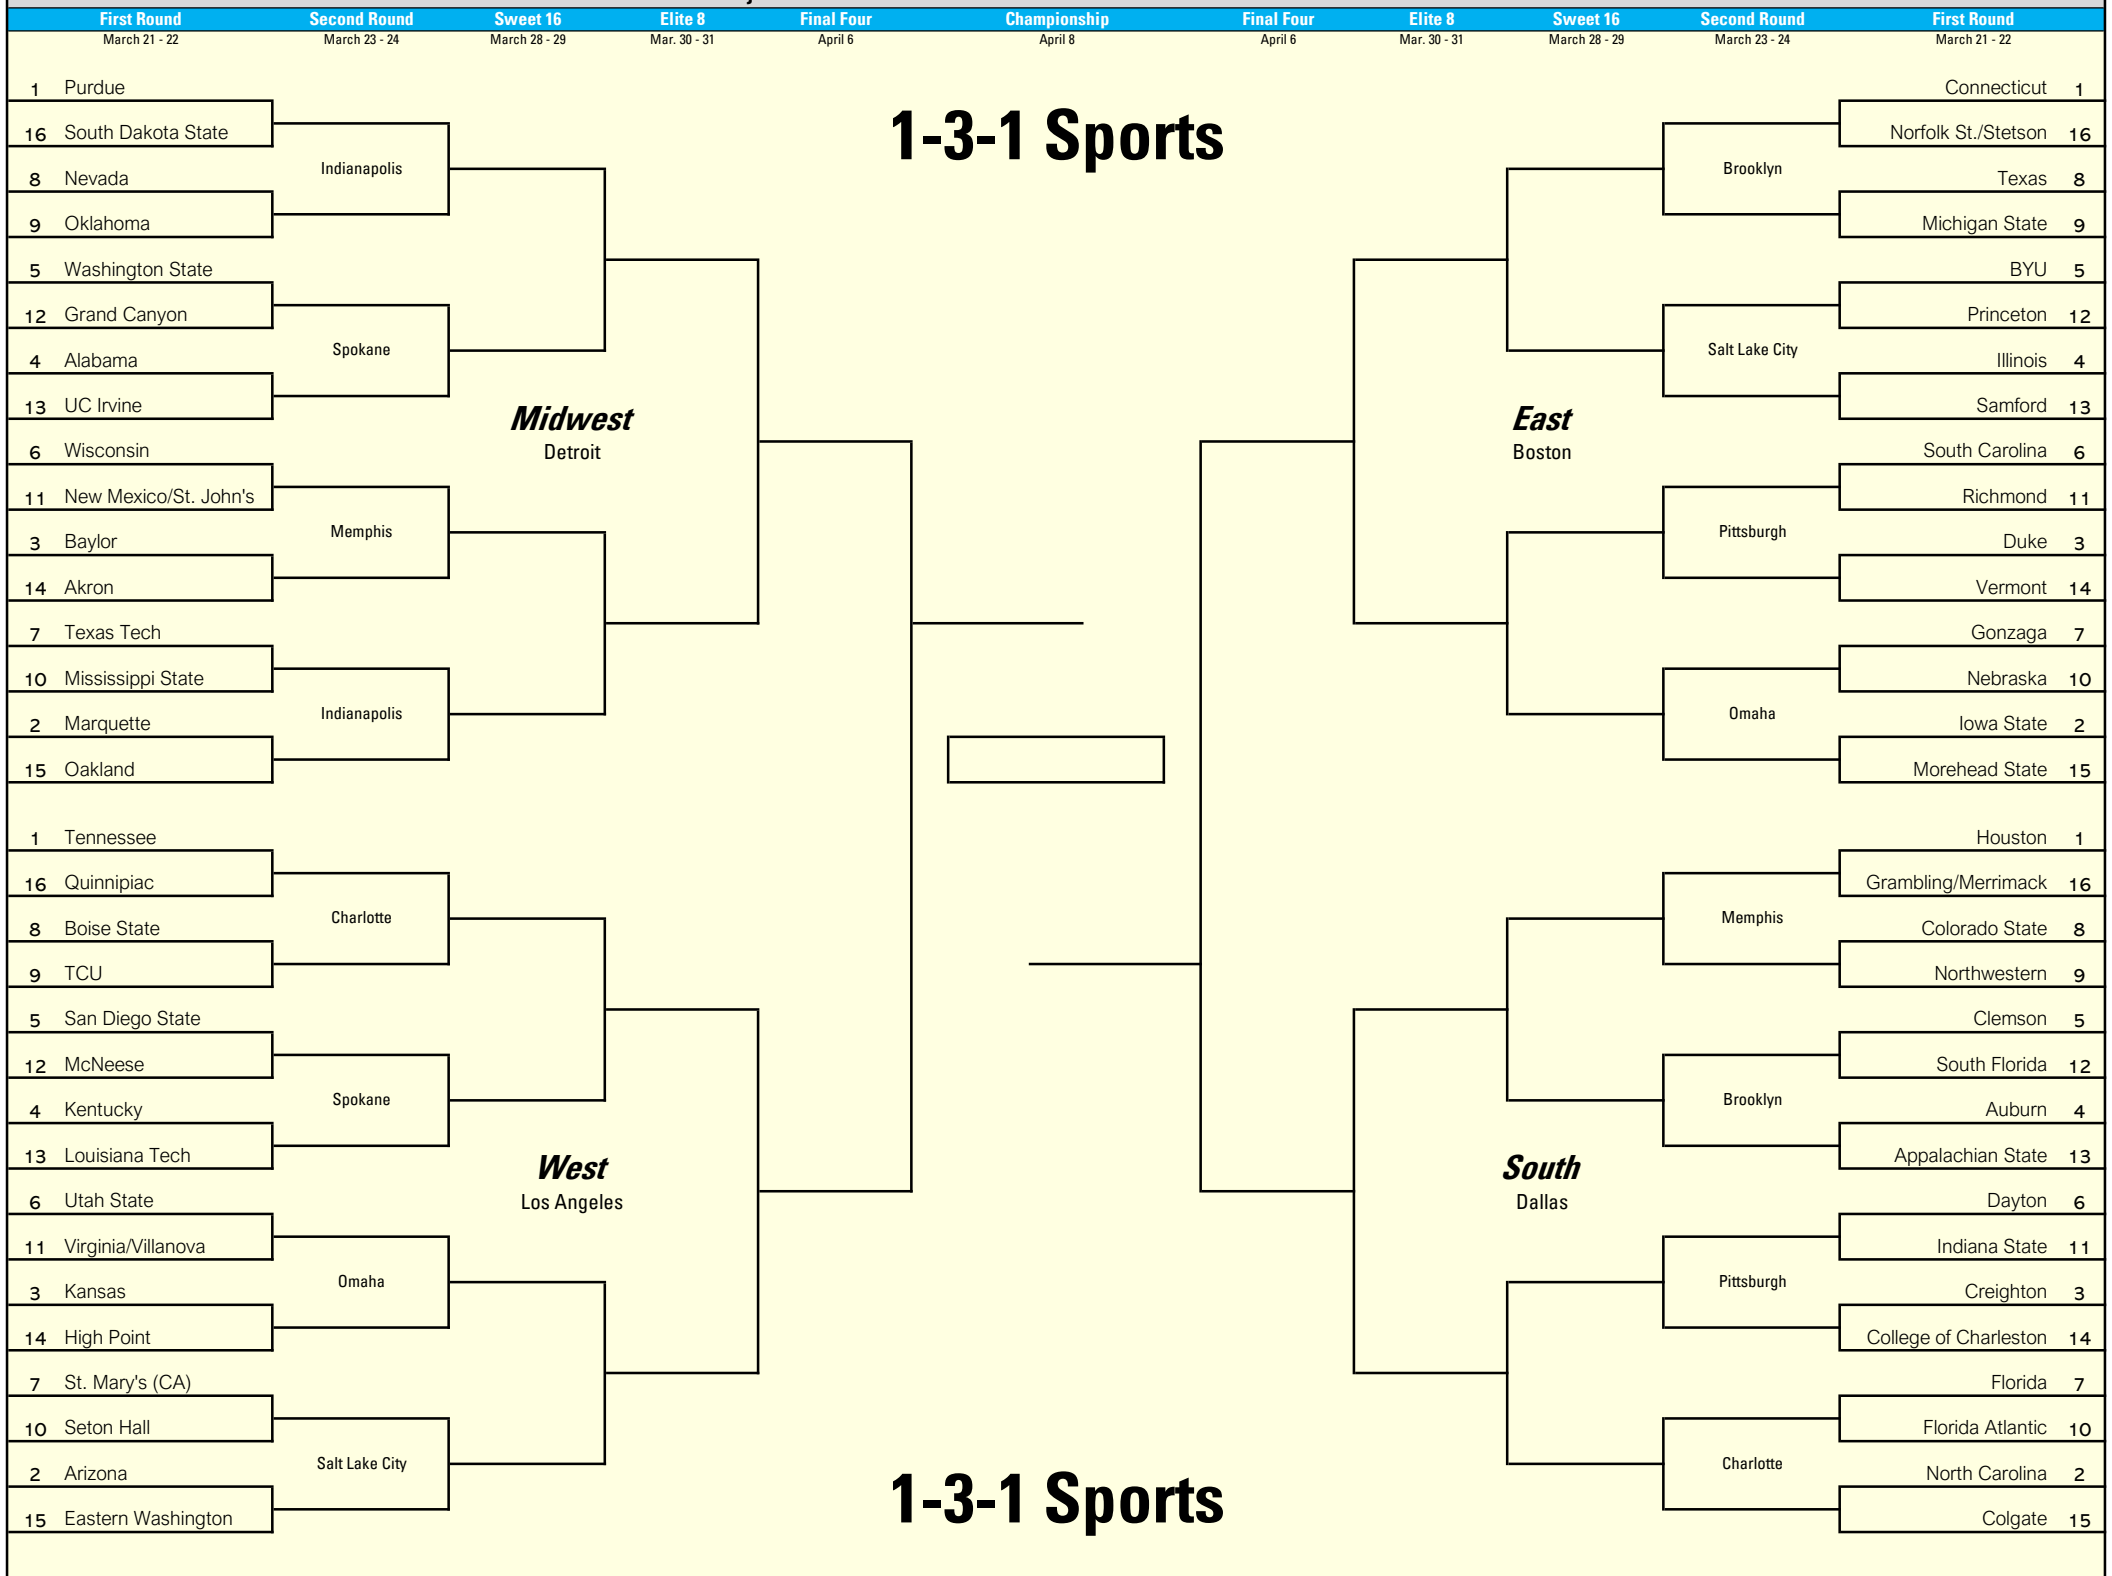 First Round Second Round Sweet 16 Elite 8 Final Four Championship Final Four Elite 8 Sweet 16 Second Round First Round
March 21 - 22 March 23 - 24 March 28 - 29 Mar. 30 - 31 April 6 April 8 April 6 Mar. 30 - 31 March 28 - 29 March 23 - 24 March 21 - 22
1-3-1 Sports
1 Purdue
16 South Dakota State
Indianapolis
8 Nevada
9 Oklahoma
5 Washington State
12 Grand Canyon
Spokane
4 Alabama
13 UC Irvine
Midwest
Detroit
6 Wisconsin
11 New Mexico/St. John's
Memphis
3 Baylor
14 Akron
7 Texas Tech
10 Mississippi State
Indianapolis
2 Marquette
15 Oakland
1 Tennessee
16 Quinnipiac
Charlotte
8 Boise State
9 TCU
5 San Diego State
12 McNeese
Spokane
4 Kentucky
13 Louisiana Tech
West
Los Angeles
6 Utah State
11 Virginia/Villanova
Omaha
3 Kansas
14 High Point
7 St. Mary's (CA)
10 Seton Hall
Salt Lake City
2 Arizona
15 Eastern Washington
Connecticut 1
Norfolk St./Stetson 16
Brooklyn
Texas 8
Michigan State 9
BYU 5
Princeton 12
Salt Lake City
Illinois 4
Samford 13
East
Boston
South Carolina 6
Richmond 11
Pittsburgh
Duke 3
Vermont 14
Gonzaga 7
Nebraska 10
Omaha
Iowa State 2
Morehead State 15
Houston 1
Grambling/Merrimack 16
Memphis
Colorado State 8
Northwestern 9
Clemson 5
South Florida 12
Brooklyn
Auburn 4
Appalachian State 13
South
Dallas
Dayton 6
Indiana State 11
Pittsburgh
Creighton 3
College of Charleston 14
Florida 7
Florida Atlantic 10
Charlotte
North Carolina 2
Colgate 15
1-3-1 Sports